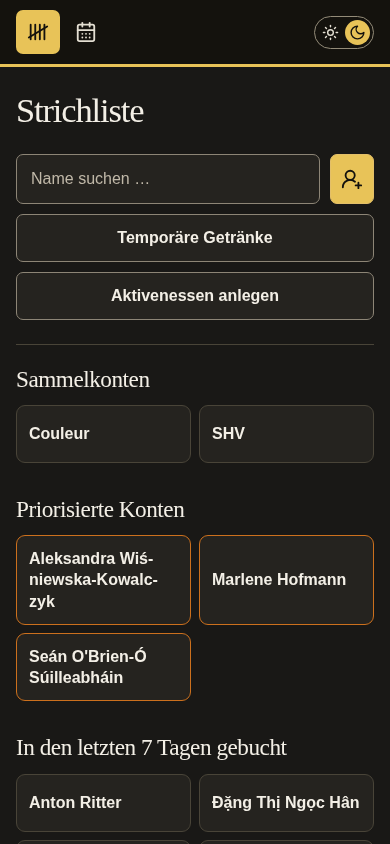 Strichliste
Name suchen …
Temporäre Getränke
Aktivenessen anlegen
Sammelkonten
Couleur
SHV
Priorisierte Konten
Aleksandra Wiś-
niewska-Kowalc-
zyk
Marlene Hofmann
Seán O'Brien-Ó
Súilleabháin
In den letzten 7 Tagen gebucht
Anton Ritter
Đặng Thị Ngọc Hân